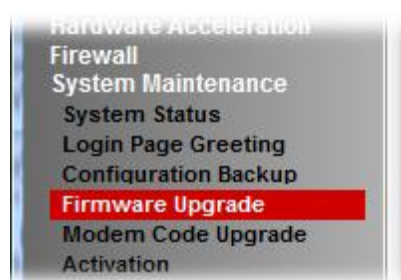 Hardware Acceleration
Firewall
System Maintenance
System Status
Login Page Greeting
Configuration Backup
Firmware Upgrade
Modem Code Upgrade
Activation